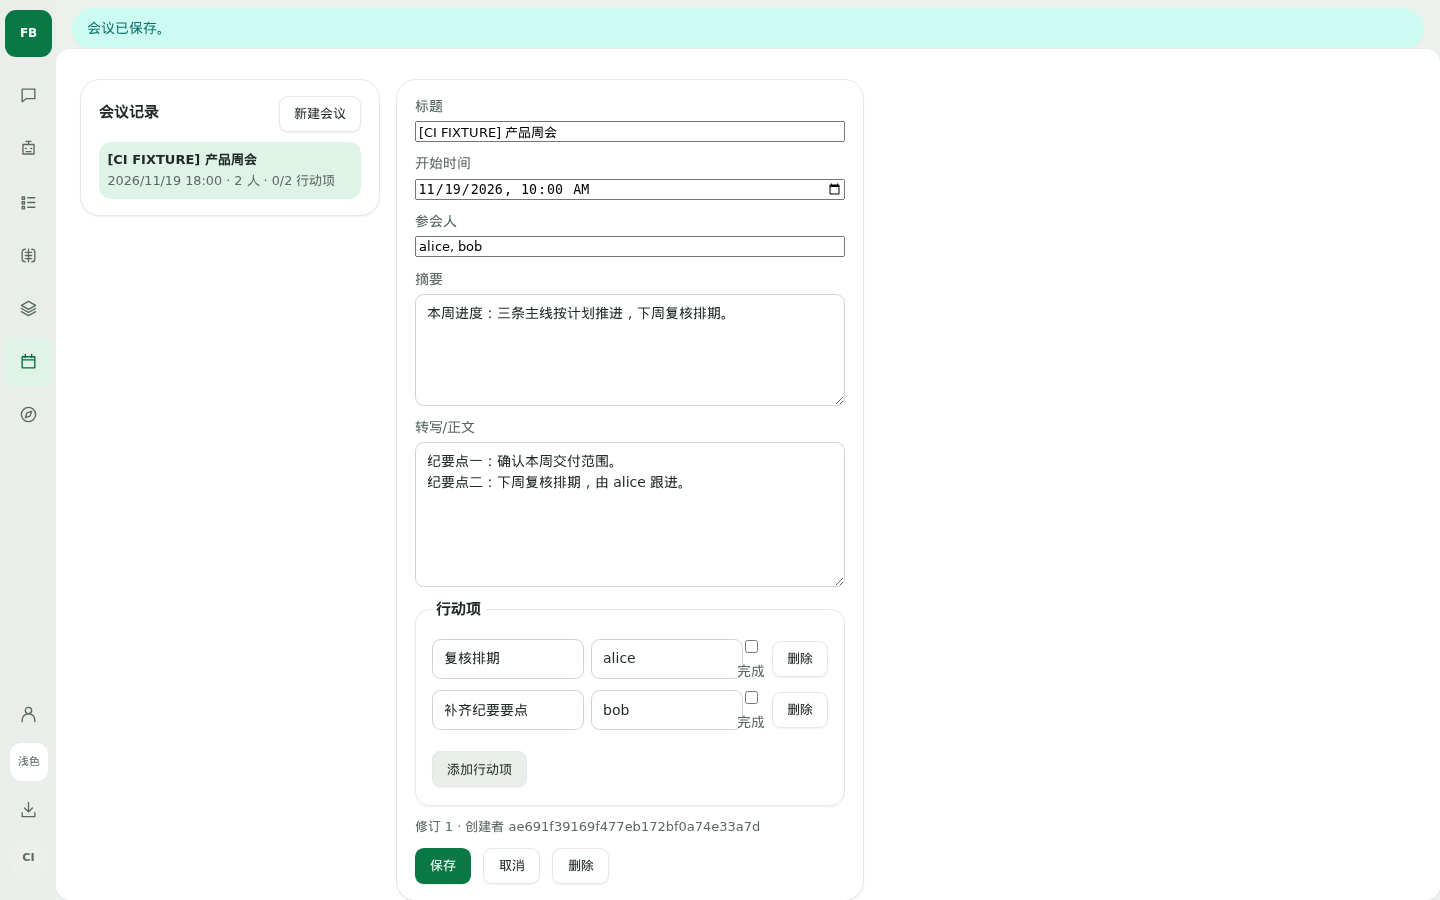 FB
会议已保存。
会议记录
新建会议
[CI FIXTURE] 产品周会
2026/11/19 18:00 · 2 人 · 0/2 行动项
标题
[CI FIXTURE] 产品周会
开始时间
11/19/2026, 10:00 AM
参会人
alice, bob
摘要
本周进度：三条主线按计划推进，下周复核排期。
转写/正文
纪要点一：确认本周交付范围。
纪要点二：下周复核排期，由 alice 跟进。
行动项
复核排期
alice
完成
删除
补齐纪要要点
bob
完成
删除
添加行动项
修订 1 · 创建者 ae691f39169f477eb172bf0a74e33a7d
保存
取消
删除
浅色
CI